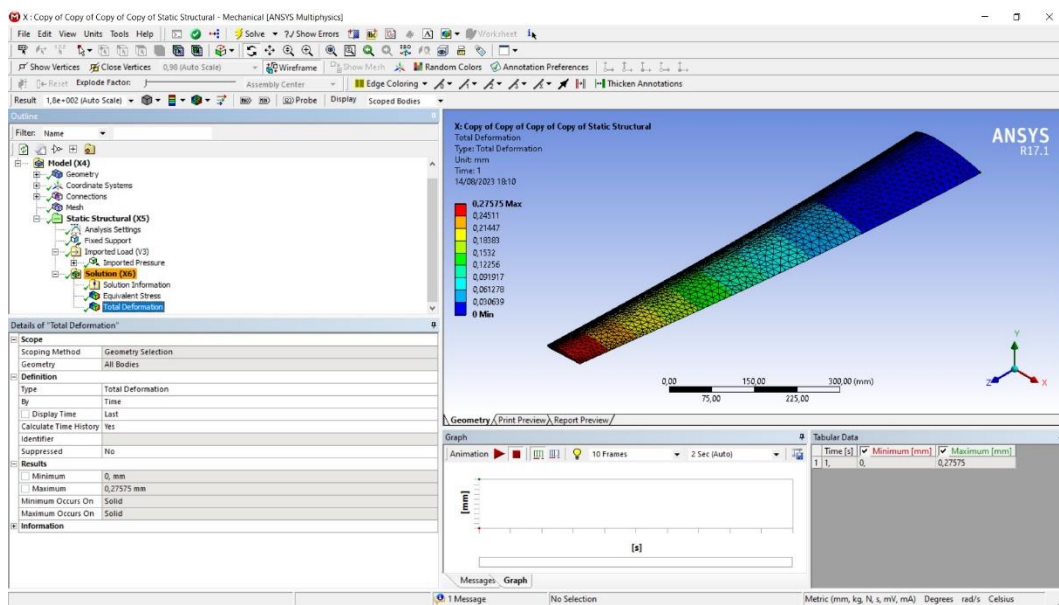 X : Copy of Copy of Copy of Copy of Static Structural - Mechanical [ANSYS Multiphysics]
File Edit View Units Tools Help Solve ?/ Show Errors Worksheet
Show Vertices Close Vertices 0,98 (Auto Scale) Wireframe Show Mesh Random Colors Annotation Preferences
Reset Explode Factor: Assembly Center Edge Coloring Thicken Annotations
Result 1,8e+002 (Auto Scale) Probe Display Scoped Bodies
Outline
Filter: Name
Model (X4)
Geometry
Coordinate Systems
Connections
Mesh
Static Structural (X5)
Analysis Settings
Fixed Support
Imported Load (V3)
Imported Pressure
Solution (X6)
Solution Information
Equivalent Stress
Total Deformation
Details of "Total Deformation"
Scope
Scoping Method Geometry Selection
Geometry All Bodies
Definition
Type Total Deformation
By Time
Display Time Last
Calculate Time History Yes
Identifier
Suppressed No
Results
Minimum 0, mm
Maximum 0,27575 mm
Minimum Occurs On Solid
Maximum Occurs On Solid
Information
X: Copy of Copy of Copy of Copy of Static Structural
Total Deformation
Type: Total Deformation
Unit: mm
Time: 1
14/08/2023 18:10
0,27575 Max
0,24511
0,21447
0,18383
0,1532
0,12256
0,091917
0,061278
0,030639
0 Min
ANSYS
R17.1
0,00 150,00 300,00 (mm)
75,00 225,00
Y
Z X
Geometry Print Preview Report Preview
Graph
Animation 10 Frames 2 Sec (Auto)
[mm]
[s]
Messages Graph
Tabular Data
Time [s] Minimum [mm] Maximum [mm]
1 1, 0, 0,27575
1 Message No Selection Metric (mm, kg, N, s, mV, mA) Degrees rad/s Celsius